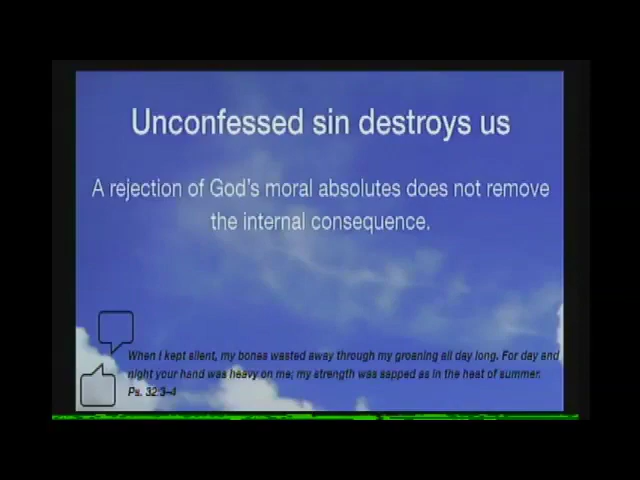 Unconfessed sin destroys us
A rejection of God's moral absolutes does not remove
the internal consequence.
When I kept silent, my bones wasted away through my groaning all day long. For day and
night your hand was heavy on me; my strength was sapped as in the heat of summer.
Ps. 32:3–4